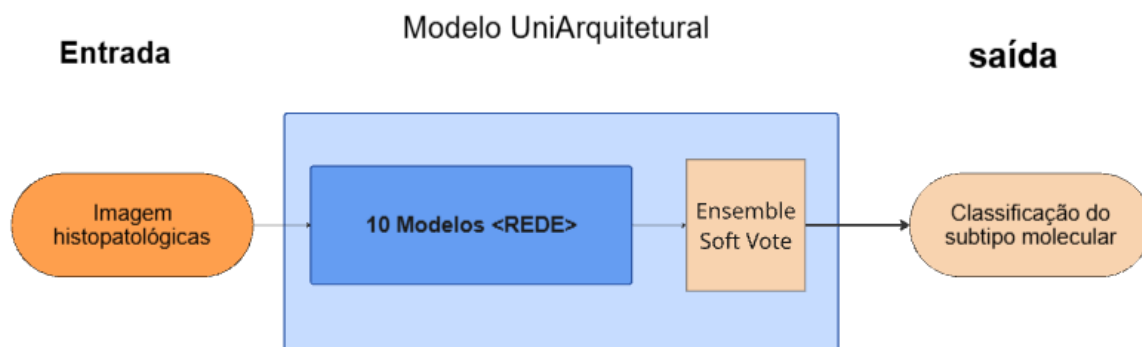 Modelo UniArquitetural
Entrada
saída
Imagem
histopatológicas
10 Modelos <REDE>
Ensemble
Soft Vote
Classificação do
subtipo molecular